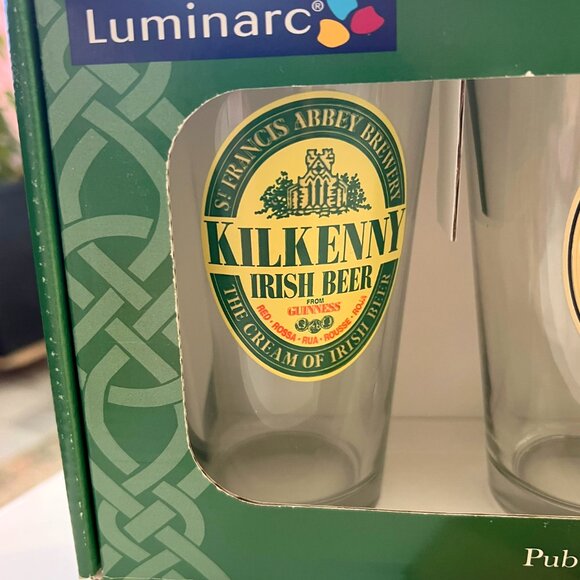 Luminarc®
ST FRANCIS ABBEY BREWERY
KILKENNY
IRISH BEER
FROM
GUINNESS
RED · ROSSA · RUA · ROUSSE · ROJA
THE CREAM OF IRISH BEER
Pub